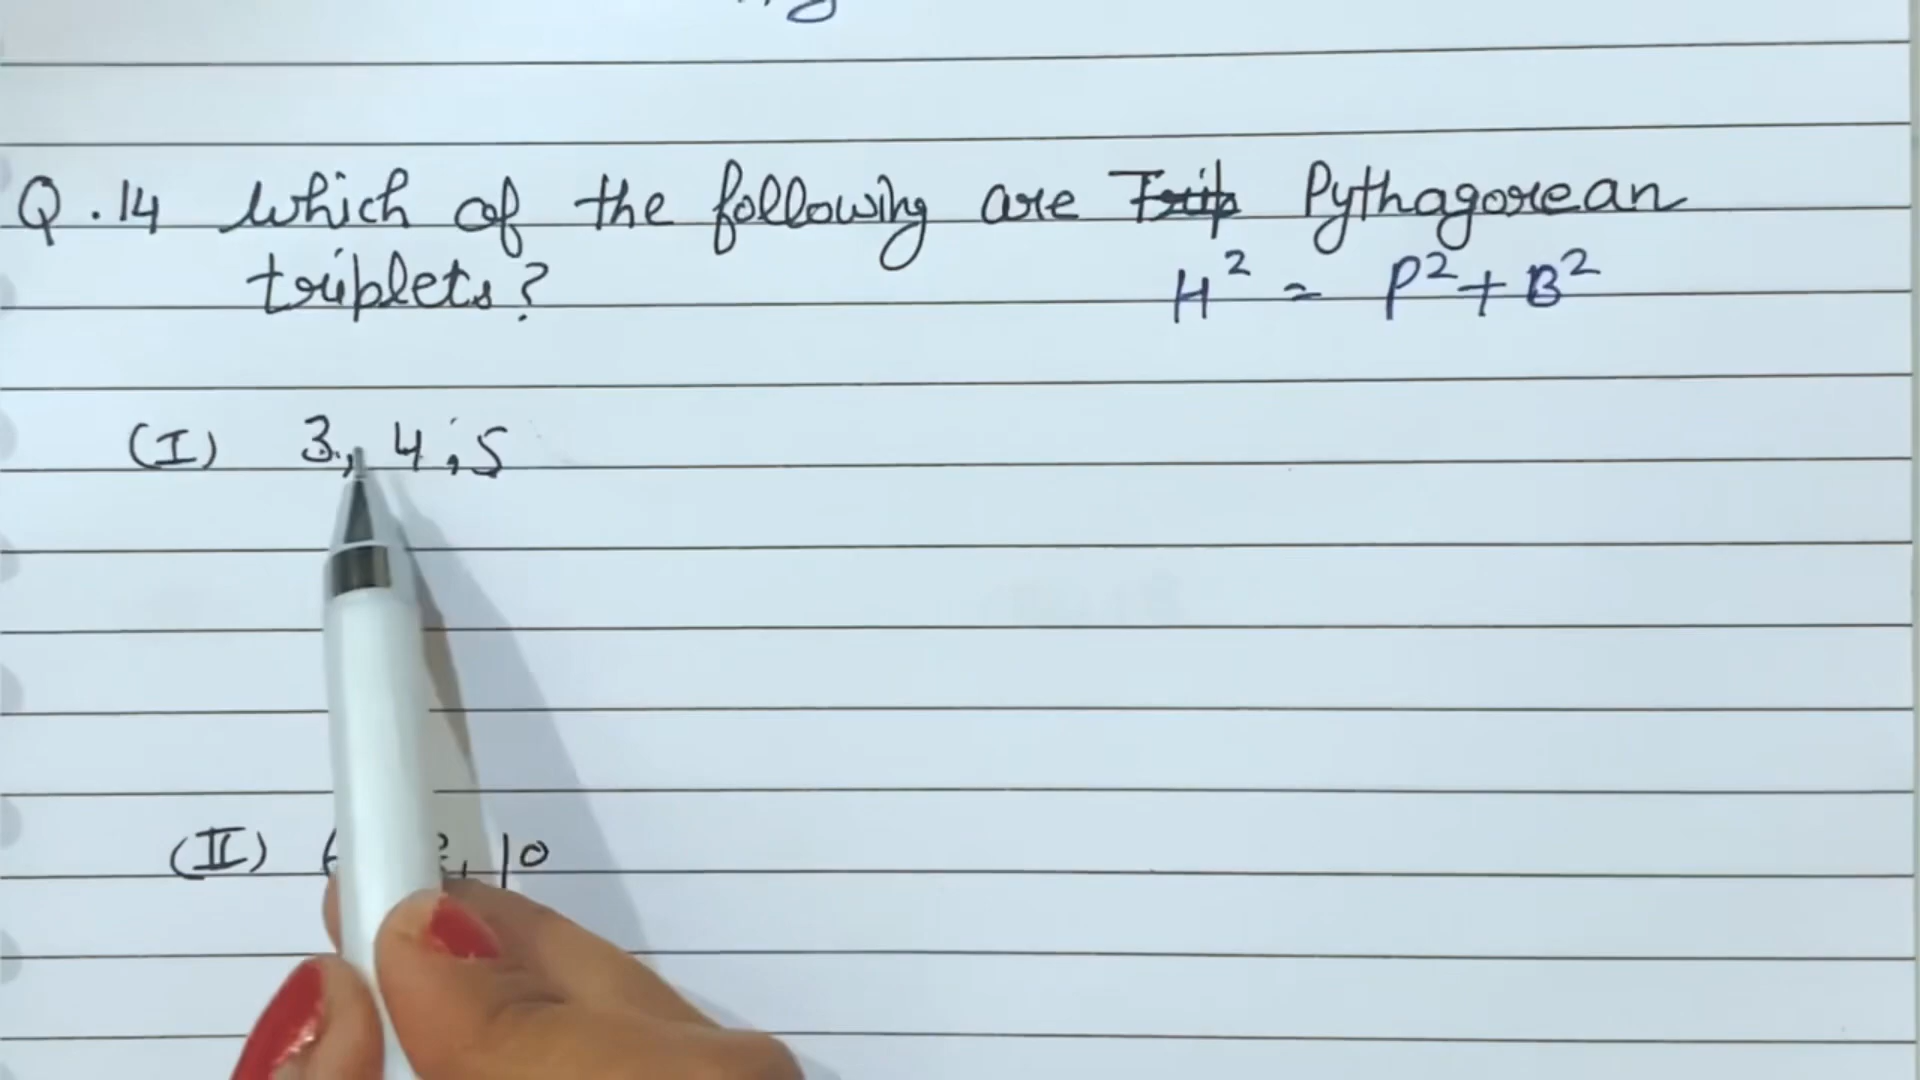 Q.14 which of the following are Trip Pythagorean
triplets?
H² = P² + B²
(I) 3, 4, 5
(II) 10